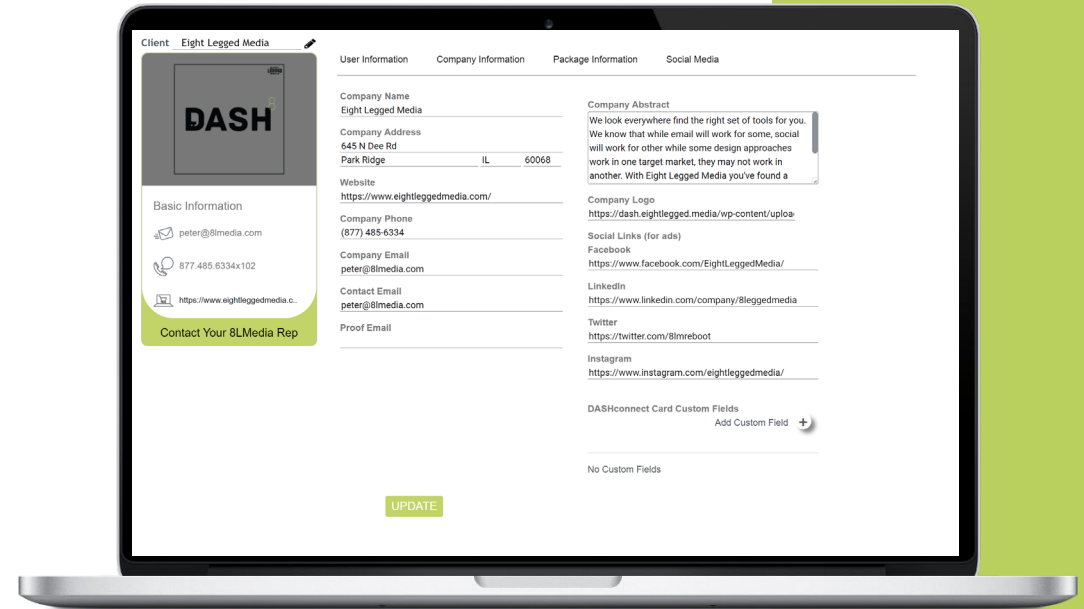 Client Eight Legged Media
DASH
8
Basic Information
peter@8lmedia.com
877.485.6334x102
https://www.eightleggedmedia.c..
Contact Your 8LMedia Rep
User Information Company Information Package Information Social Media
Company Name
Eight Legged Media
Company Address
645 N Dee Rd
Park Ridge IL 60068
Website
https://www.eightleggedmedia.com/
Company Phone
(877) 485-6334
Company Email
peter@8lmedia.com
Contact Email
peter@8lmedia.com
Proof Email
Company Abstract
We look everywhere find the right set of tools for you.
We know that while email will work for some, social
will work for other while some design approaches
work in one target market, they may not work in
another. With Eight Legged Media you've found a
Company Logo
https://dash.eightlegged.media/wp-content/uploa
Social Links (for ads)
Facebook
https://www.facebook.com/EightLeggedMedia/
LinkedIn
https://www.linkedin.com/company/8leggedmedia
Twitter
https://twitter.com/8lmreboot
Instagram
https://www.instagram.com/eightleggedmedia/
DASHconnect Card Custom Fields
Add Custom Field +
No Custom Fields
UPDATE